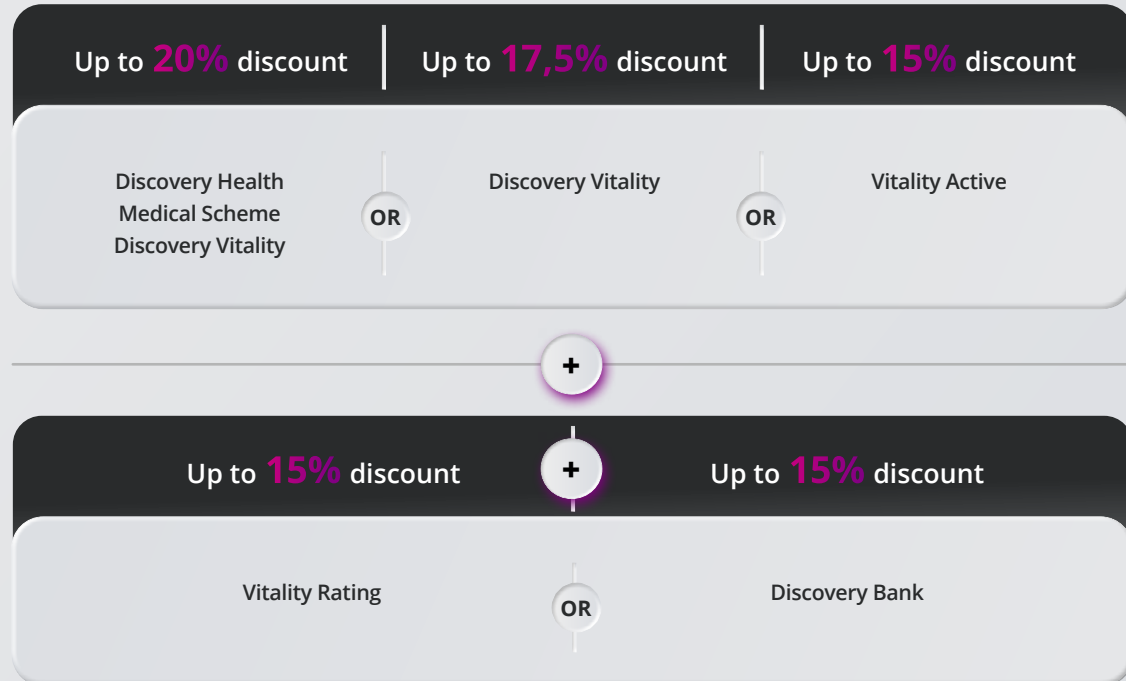 Up to 20% discount
Up to 17,5% discount
Up to 15% discount
Discovery Health
Medical Scheme
Discovery Vitality
OR
Discovery Vitality
OR
Vitality Active
+
Up to 15% discount
+
Up to 15% discount
Vitality Rating
OR
Discovery Bank